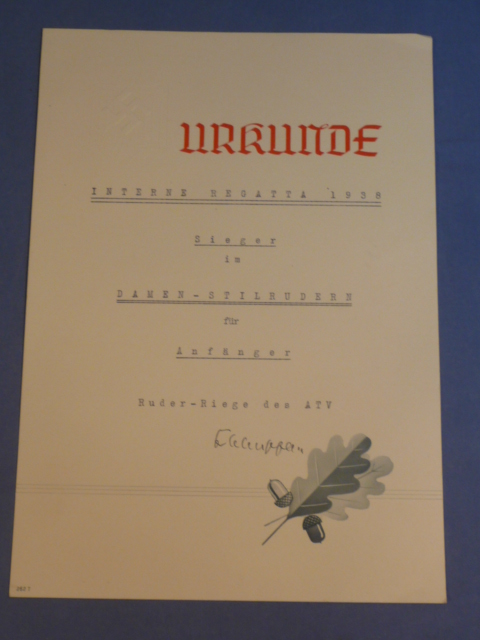 URKUNDE
INTERNE REGATTA 1938
Sieger
im
DAMEN-STILRUDERN
für
Anfänger
Ruder-Riege des ATV